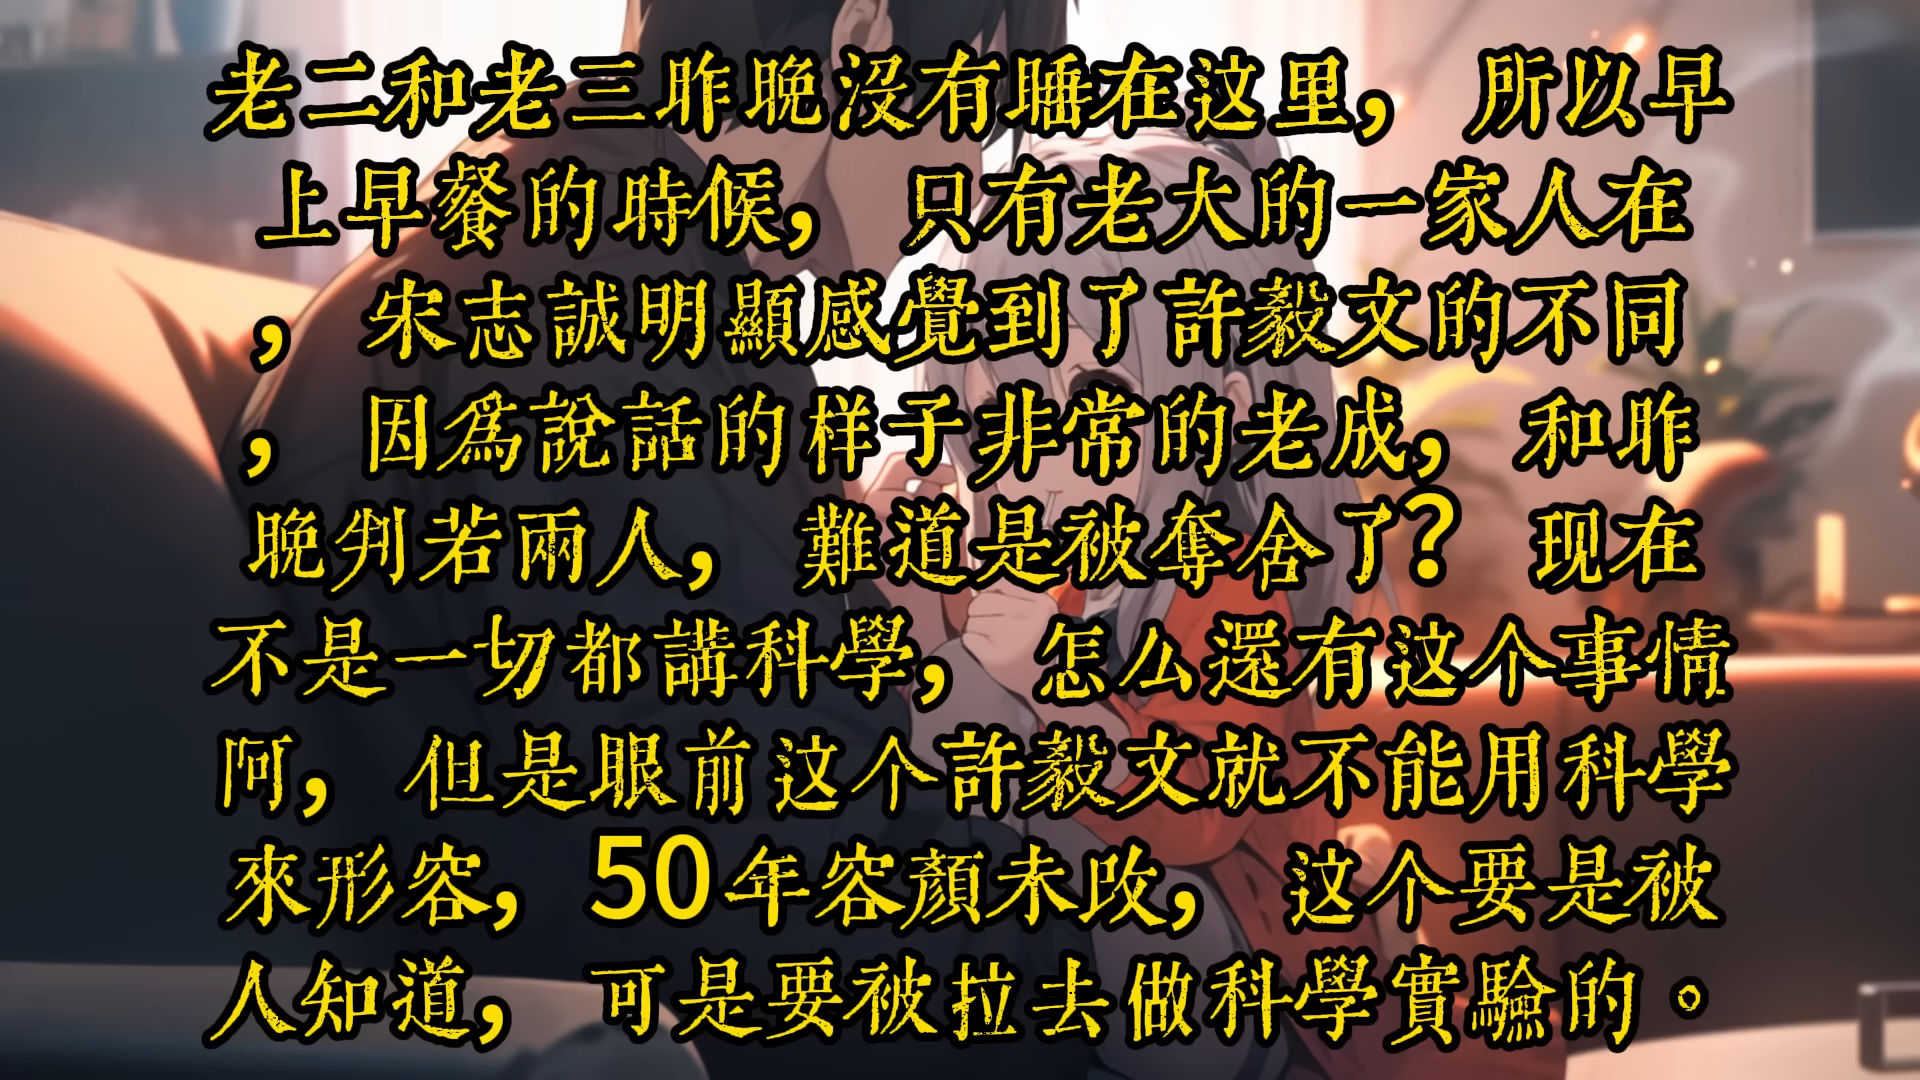 老二和老三昨晚沒有睡在这里，所以早
上早餐的時候，只有老大的一家人在
，宋志誠明顯感覺到了許毅文的不同
，因爲說話的样子非常的老成，和昨
晚判若兩人，難道是被奪舍了？现在
不是一切都講科學，怎么還有这个事情
阿，但是眼前这个許毅文就不能用科學
來形容，50年容顏未改，这个要是被
人知道，可是要被拉去做科學實驗的。